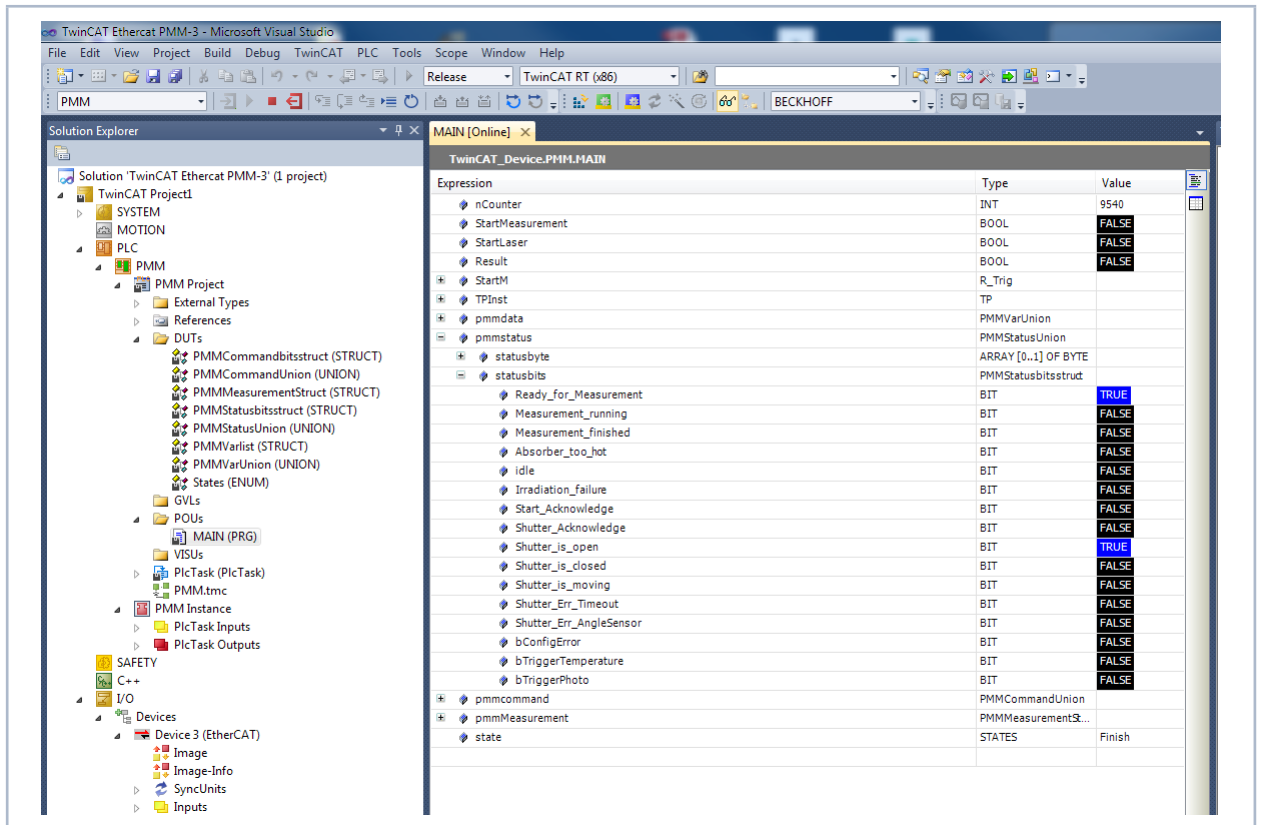 TwinCAT Ethercat PMM-3 - Microsoft Visual Studio
File Edit View Project Build Debug TwinCAT PLC Tools Scope Window Help
Release TwinCAT RT (x86)
PMM BECKHOFF
Solution Explorer
MAIN [Online]
TwinCAT_Device.PMM.MAIN
Solution 'TwinCAT Ethercat PMM-3' (1 project)
TwinCAT Project1
SYSTEM
MOTION
PLC
PMM
PMM Project
External Types
References
DUTs
PMMCommandbitsstruct (STRUCT)
PMMCommandUnion (UNION)
PMMMeasurementStruct (STRUCT)
PMMStatusbitsstruct (STRUCT)
PMMStatusUnion (UNION)
PMMVarlist (STRUCT)
PMMVarUnion (UNION)
States (ENUM)
GVLs
POUs
MAIN (PRG)
VISUs
PlcTask (PlcTask)
PMM.tmc
PMM Instance
PlcTask Inputs
PlcTask Outputs
SAFETY
C++
I/O
Devices
Device 3 (EtherCAT)
Image
Image-Info
SyncUnits
Inputs
Expression Type Value
nCounter INT 9540
StartMeasurement BOOL FALSE
StartLaser BOOL FALSE
Result BOOL FALSE
StartM R_Trig
TPInst TP
pmmdata PMMVarUnion
pmmstatus PMMStatusUnion
statusbyte ARRAY [0..1] OF BYTE
statusbits PMMStatusbitsstruct
Ready_for_Measurement BIT TRUE
Measurement_running BIT FALSE
Measurement_finished BIT FALSE
Absorber_too_hot BIT FALSE
idle BIT FALSE
Irradiation_failure BIT FALSE
Start_Acknowledge BIT FALSE
Shutter_Acknowledge BIT FALSE
Shutter_is_open BIT TRUE
Shutter_is_closed BIT FALSE
Shutter_is_moving BIT FALSE
Shutter_Err_Timeout BIT FALSE
Shutter_Err_AngleSensor BIT FALSE
bConfigError BIT FALSE
bTriggerTemperature BIT FALSE
bTriggerPhoto BIT FALSE
pmmcommand PMMCommandUnion
pmmMeasurement PMMMeasurementSt...
state STATES Finish